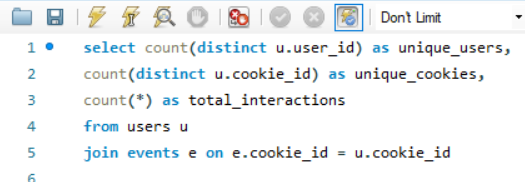 Don't Limit
1 select count(distinct u.user_id) as unique_users,
2 count(distinct u.cookie_id) as unique_cookies,
3 count(*) as total_interactions
4 from users u
5 join events e on e.cookie_id = u.cookie_id
6